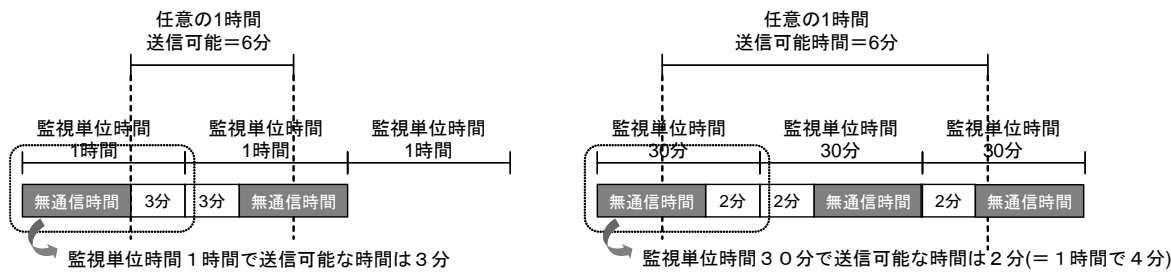 任意の1時間
送信可能=6分
監視単位時間
1時間
監視単位時間
1時間
監視単位時間
1時間
無通信時間
3分
3分
無通信時間
監視単位時間1時間で送信可能な時間は3分
任意の1時間
送信可能時間=6分
監視単位時間
30分
監視単位時間
30分
監視単位時間
30分
無通信時間
2分
2分
無通信時間
2分
無通信時間
監視単位時間30分で送信可能な時間は2分(=1時間で4分)